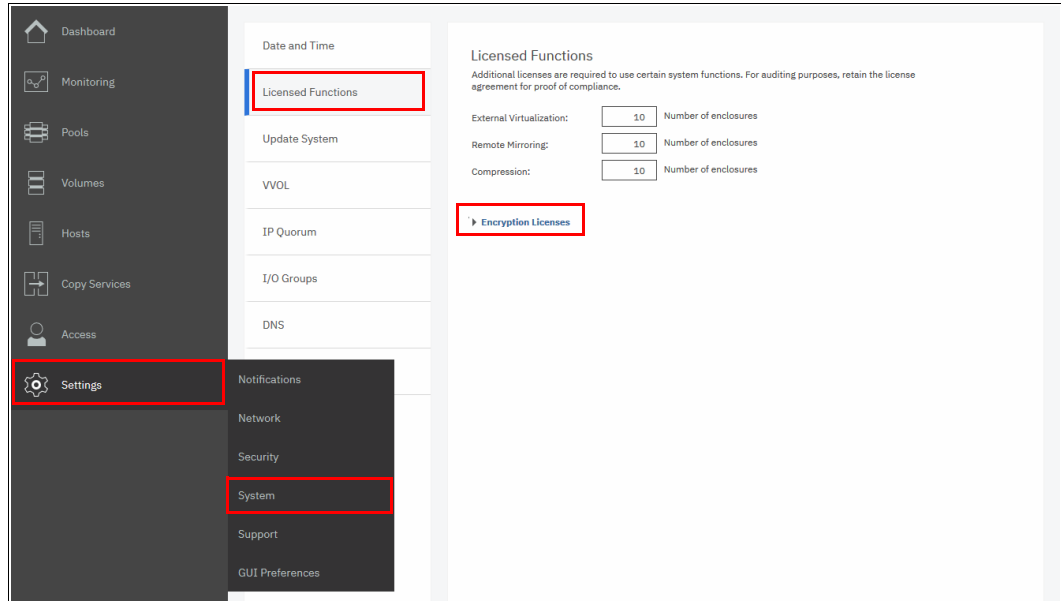 Dashboard
Monitoring
Pools
Volumes
Hosts
Copy Services
Access
Settings
Notifications
Network
Security
System
Support
GUI Preferences
Date and Time
Licensed Functions
Update System
VVOL
IP Quorum
I/O Groups
DNS
Licensed Functions
Additional licenses are required to use certain system functions. For auditing purposes, retain the license
agreement for proof of compliance.
External Virtualization: 10 Number of enclosures
Remote Mirroring: 10 Number of enclosures
Compression: 10 Number of enclosures
Encryption Licenses